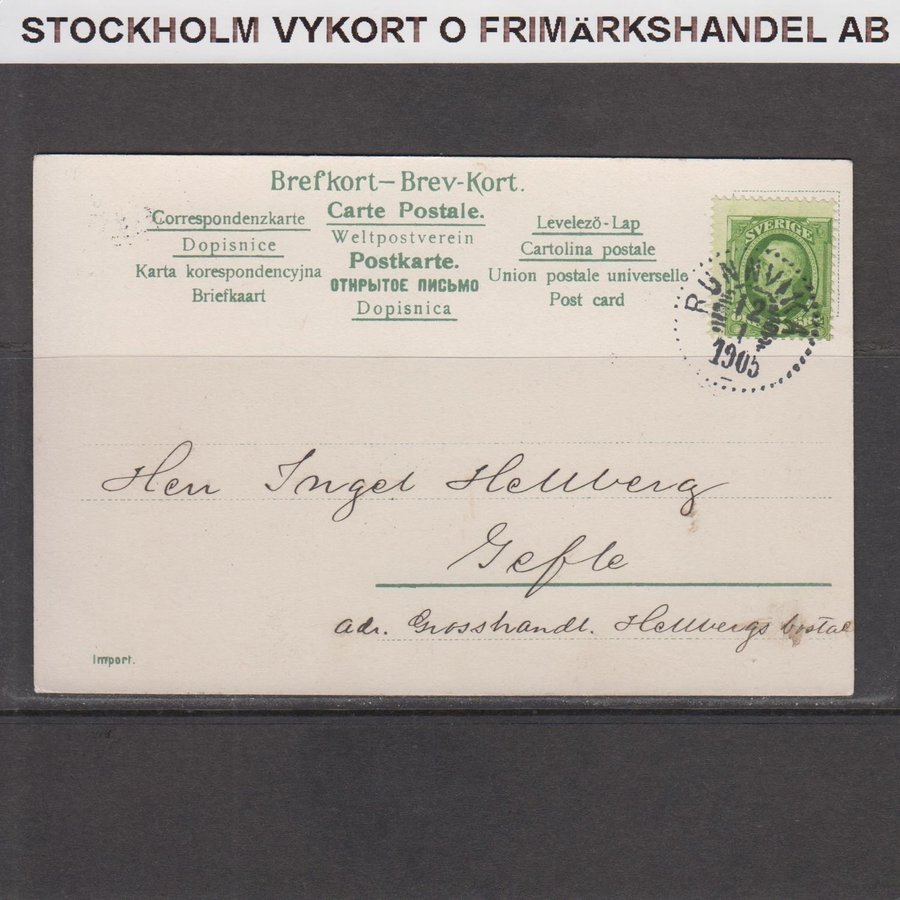 STOCKHOLM VYKORT O FRIMÄRKSHANDEL AB
Brefkort—Brev-Kort.
Correspondenzkarte
Dopisnice
Karta korespondencyjna
Briefkaart
Carte Postale.
Weltpostverein
Postkarte.
ОТКРЫТОЕ ПИСЬМО
Dopisnica
Levelező-Lap
Cartolina postale
Union postale universelle
Post card
SVERIGE
12
1
1905
Herr Ingel Hellberg
Gefle
adr. Grosshandl. Hellbergs bostad
Import.